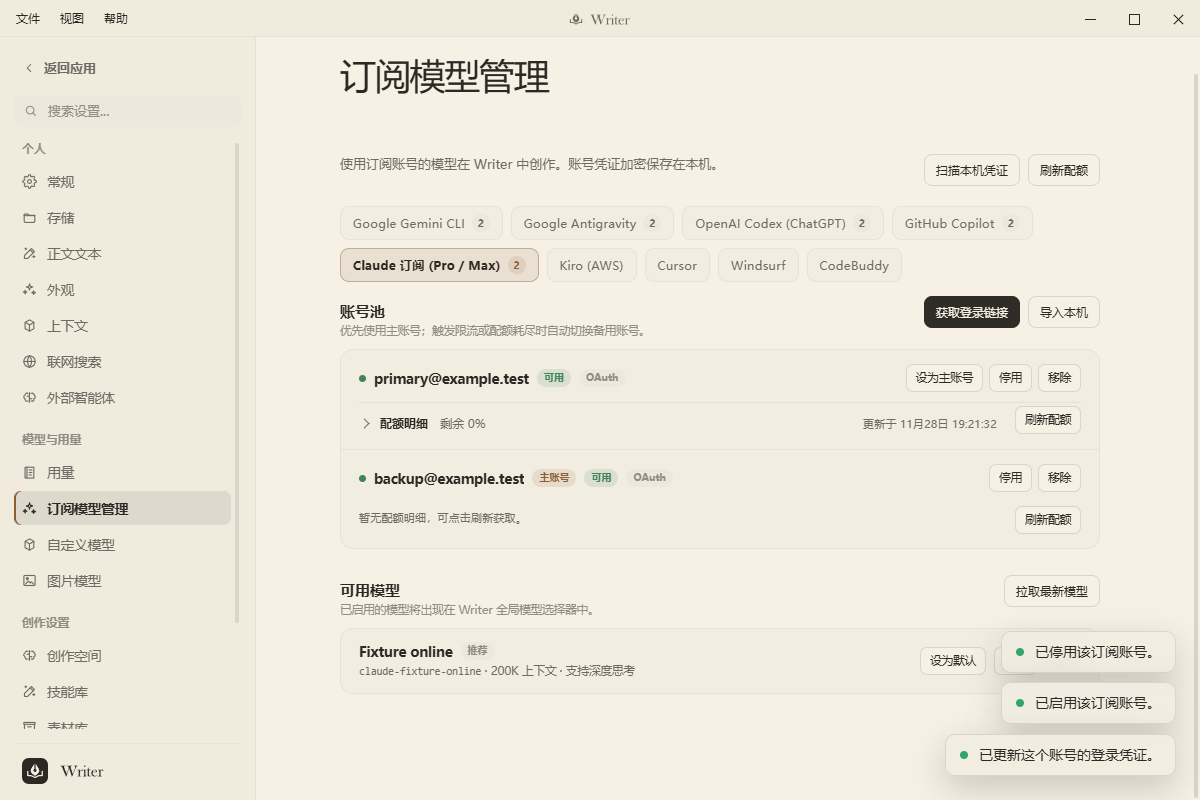 文件 视图 帮助
Writer
返回应用
搜索设置...
个人
常规
存储
正文文本
外观
上下文
联网搜索
外部智能体
模型与用量
用量
订阅模型管理
自定义模型
图片模型
创作设置
创作空间
技能库
素材库
Writer
订阅模型管理
使用订阅账号的模型在 Writer 中创作。账号凭证加密保存在本机。
扫描本机凭证 刷新配额
Google Gemini CLI 2 Google Antigravity 2 OpenAI Codex (ChatGPT) 2 GitHub Copilot 2
Claude 订阅 (Pro / Max) 2 Kiro (AWS) Cursor Windsurf CodeBuddy
账号池
优先使用主账号；触发限流或配额耗尽时自动切换备用账号。
获取登录链接 导入本机
primary@example.test 可用 OAuth 设为主账号 停用 移除
配额明细 剩余 0% 更新于 11月28日 19:21:32 刷新配额
backup@example.test 主账号 可用 OAuth 停用 移除
暂无配额明细，可点击刷新获取。 刷新配额
可用模型
已启用的模型将出现在 Writer 全局模型选择器中。
拉取最新模型
Fixture online 推荐
claude-fixture-online · 200K 上下文 · 支持深度思考
设为默认
已停用该订阅账号。
已启用该订阅账号。
已更新这个账号的登录凭证。